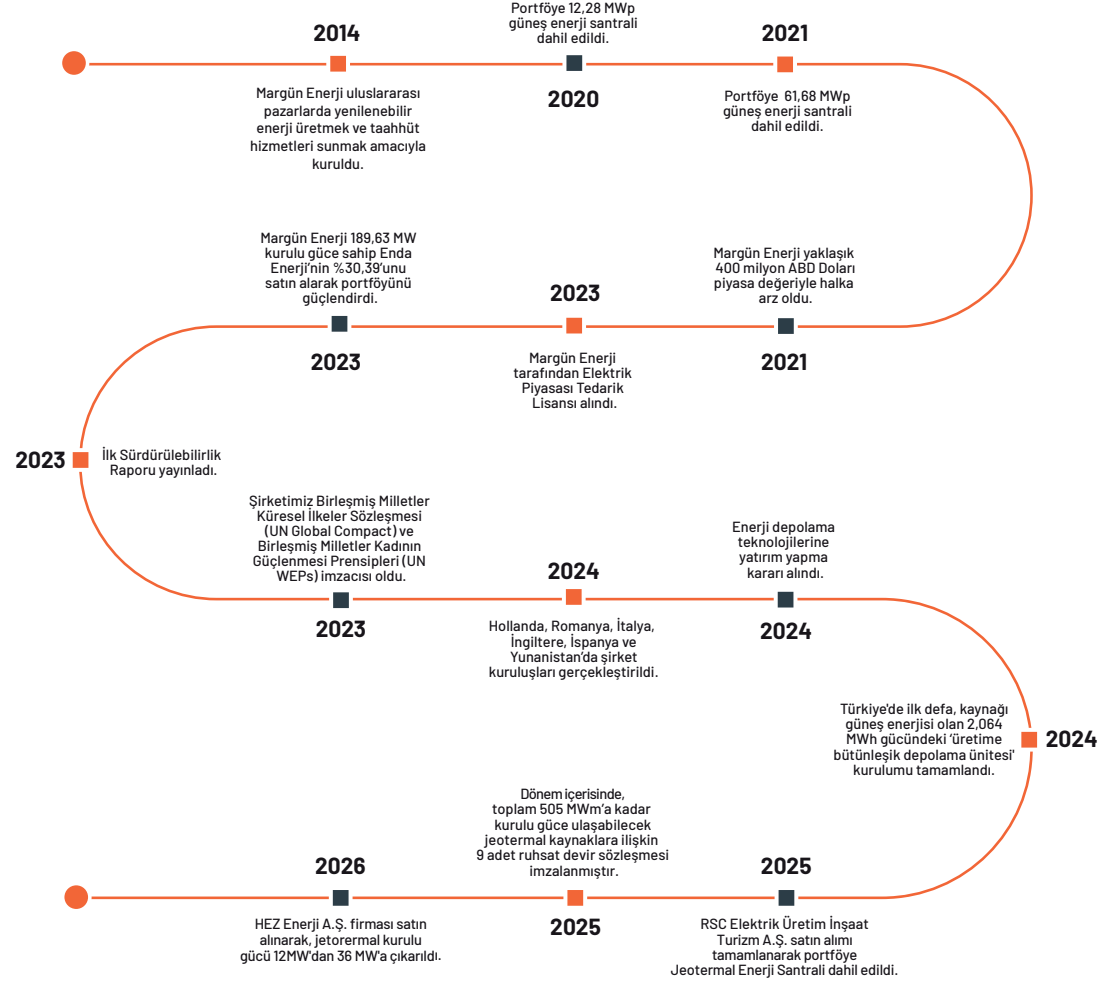 2014
Margün Enerji uluslararası
pazarlarda yenilenebilir
enerji üretmek ve taahhüt
hizmetleri sunmak amacıyla
kuruldu.
Portföye 12,28 MWp
güneş enerji santrali
dahil edildi.
2020
2021
Portföye 61,68 MWp
güneş enerji santrali
dahil edildi.
Margün Enerji yaklaşık
400 milyon ABD Doları
piyasa değeriyle halka
arz oldu.
2021
2023
Margün Enerji
tarafından Elektrik
Piyasası Tedarik
Lisansı alındı.
Margün Enerji 189,63 MW
kurulu güce sahip Enda
Enerji'nin %30,39'unu
satın alarak portföyünü
güçlendirdi.
2023
2023
İlk Sürdürülebilirlik
Raporu yayınladı.
Şirketimiz Birleşmiş Milletler
Küresel İlkeler Sözleşmesi
(UN Global Compact) ve
Birleşmiş Milletler Kadının
Güçlenmesi Prensipleri (UN
WEPs) imzacısı oldu.
2023
2024
Hollanda, Romanya, İtalya,
İngiltere, İspanya ve
Yunanistan'da şirket
kuruluşları gerçekleştirildi.
Enerji depolama
teknolojilerine
yatırım yapma
kararı alındı.
2024
Türkiye'de ilk defa, kaynağı
güneş enerjisi olan 2,064
MWh gücündeki 'üretime
bütünleşik depolama ünitesi'
kurulumu tamamlandı.
2024
2025
RSC Elektrik Üretim İnşaat
Turizm A.Ş. satın alımı
tamamlanarak portföye
Jeotermal Enerji Santrali dahil edildi.
Dönem içerisinde,
toplam 505 MWm'a kadar
kurulu güce ulaşabilecek
jeotermal kaynaklara ilişkin
9 adet ruhsat devir sözleşmesi
imzalanmıştır.
2025
2026
HEZ Enerji A.Ş. firması satın
alınarak, jetorermal kurulu
gücü 12MW'dan 36 MW'a çıkarıldı.